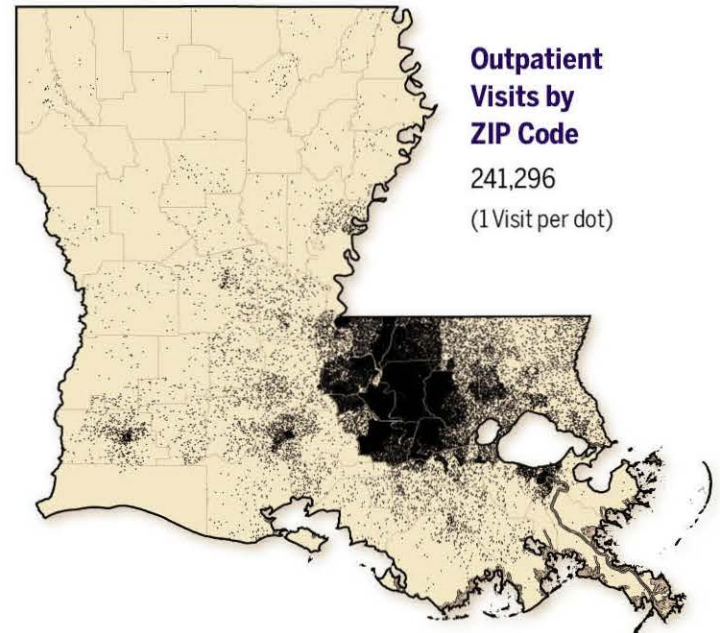 Outpatient
Visits by
ZIP Code
241,296
(1 Visit per dot)